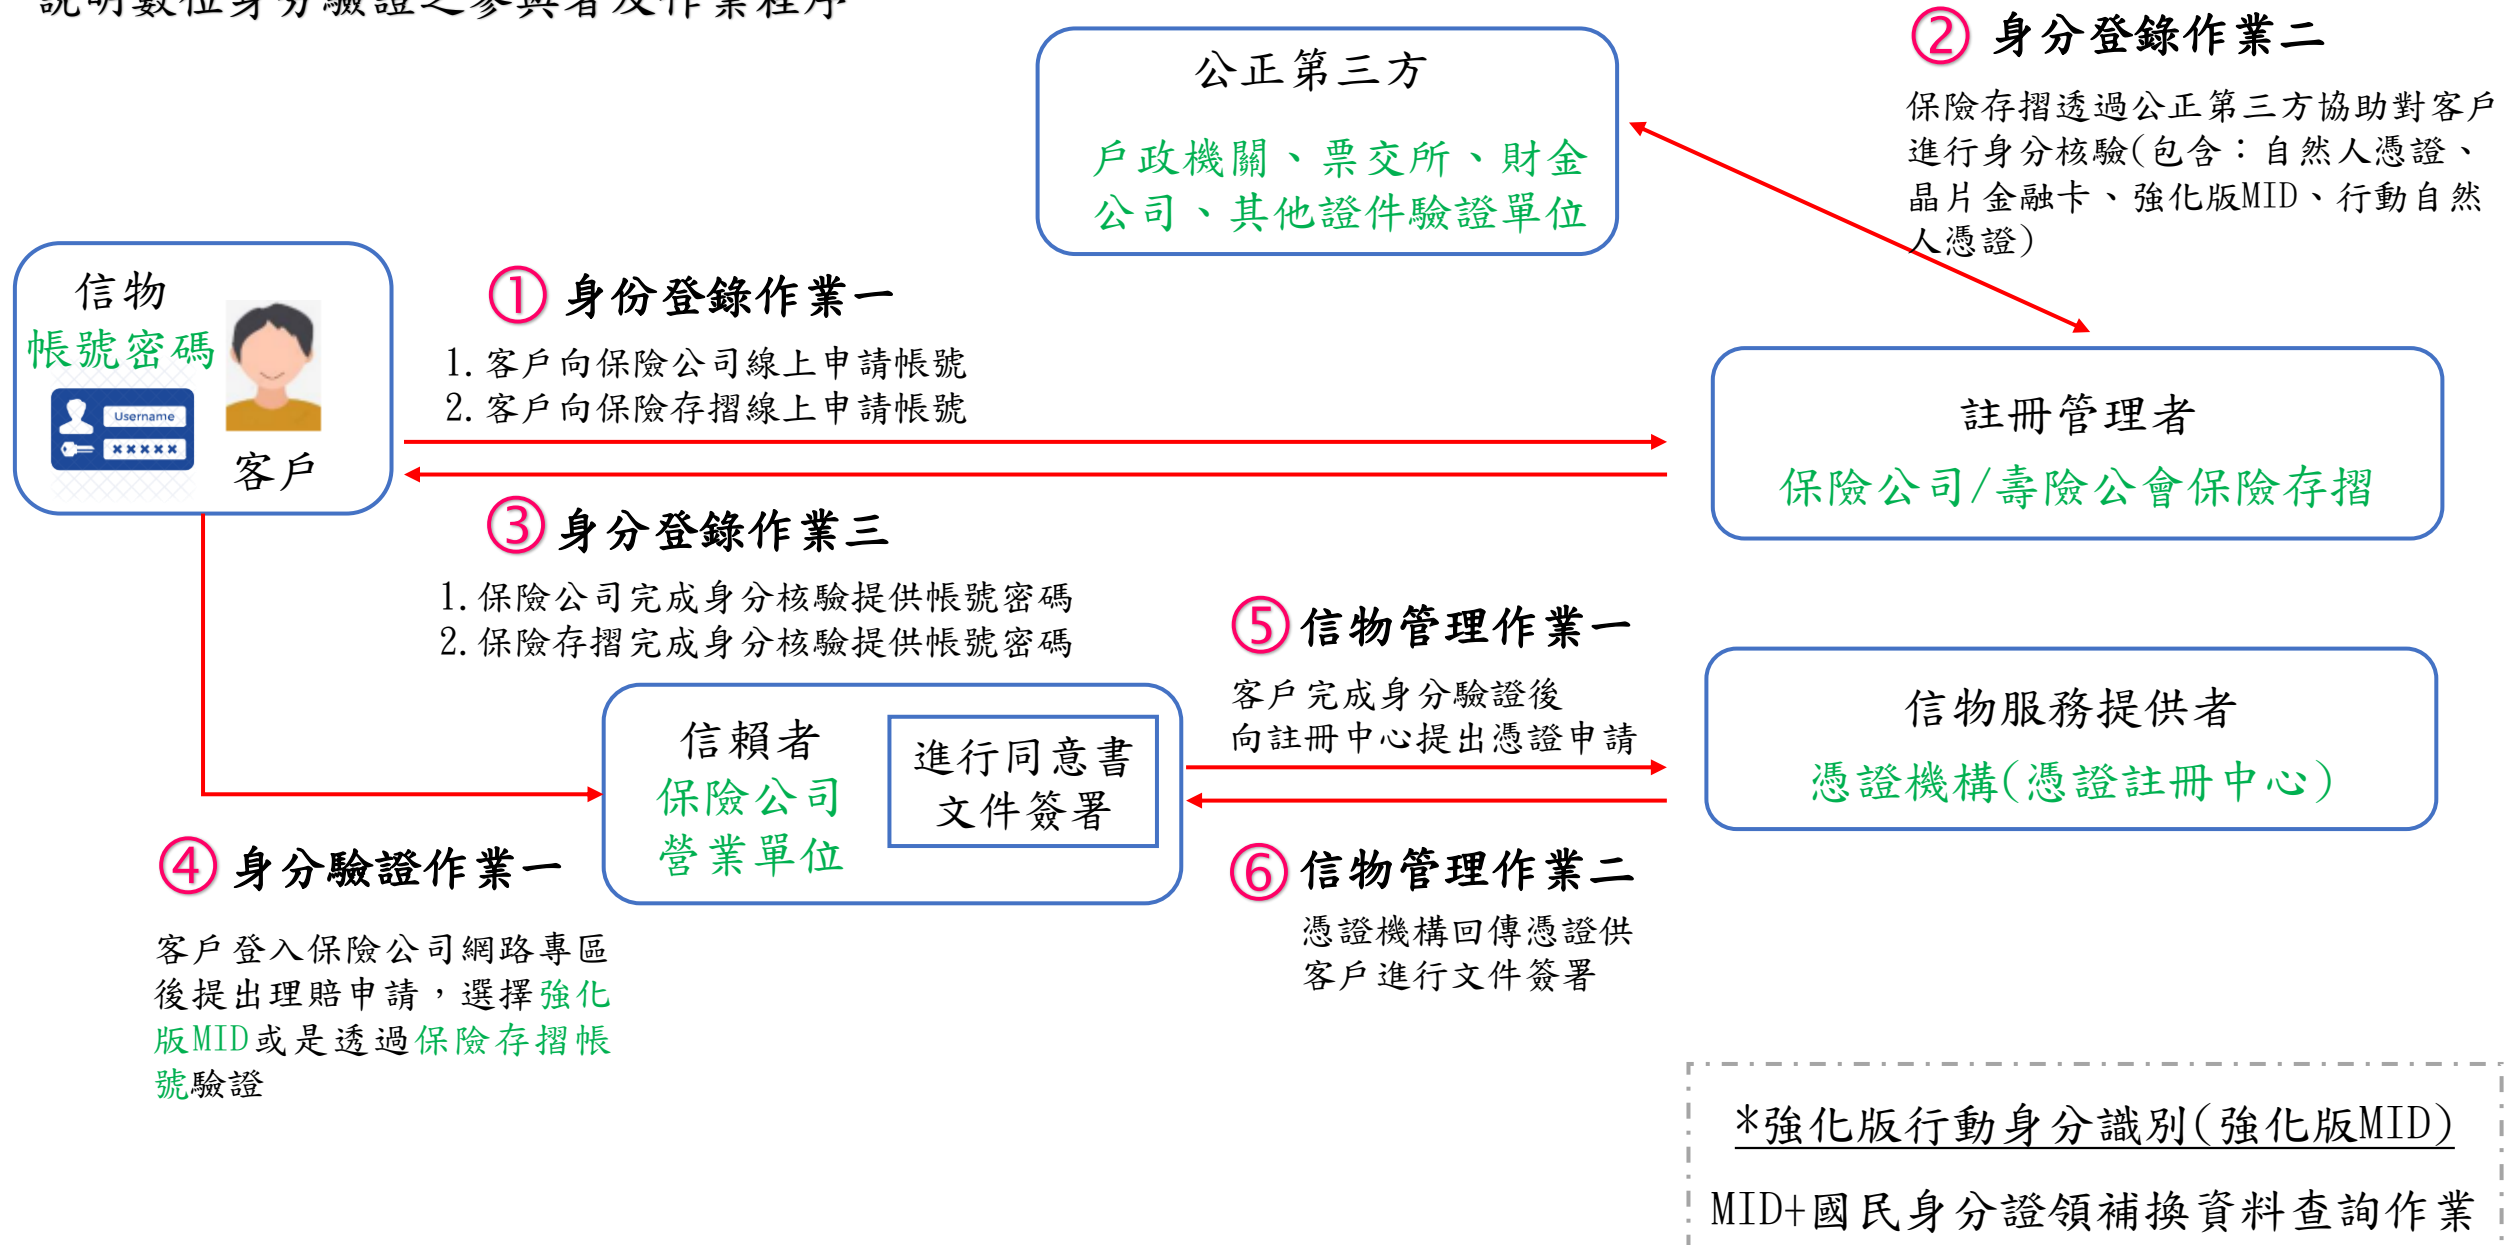 說明數位身分驗證之參與者及作業程序
公正第三方
戶政機關、票交所、財金
公司、其他證件驗證單位
② 身分登錄作業二
保險存摺透過公正第三方協助對客戶
進行身分核驗(包含：自然人憑證、
晶片金融卡、強化版MID、行動自然
人憑證)
信物
帳號密碼
Username
×××××
客戶
① 身份登錄作業一
1.客戶向保險公司線上申請帳號
2.客戶向保險存摺線上申請帳號
註冊管理者
保險公司/壽險公會保險存摺
③ 身分登錄作業三
1.保險公司完成身分核驗提供帳號密碼
2.保險存摺完成身分核驗提供帳號密碼
信賴者
保險公司
營業單位
進行同意書
文件簽署
⑤ 信物管理作業一
客戶完成身分驗證後
向註冊中心提出憑證申請
信物服務提供者
憑證機構(憑證註冊中心)
④ 身分驗證作業一
客戶登入保險公司網路專區
後提出理賠申請，選擇強化
版MID或是透過保險存摺帳
號驗證
⑥ 信物管理作業二
憑證機構回傳憑證供
客戶進行文件簽署
*強化版行動身分識別(強化版MID)
MID+國民身分證領補換資料查詢作業